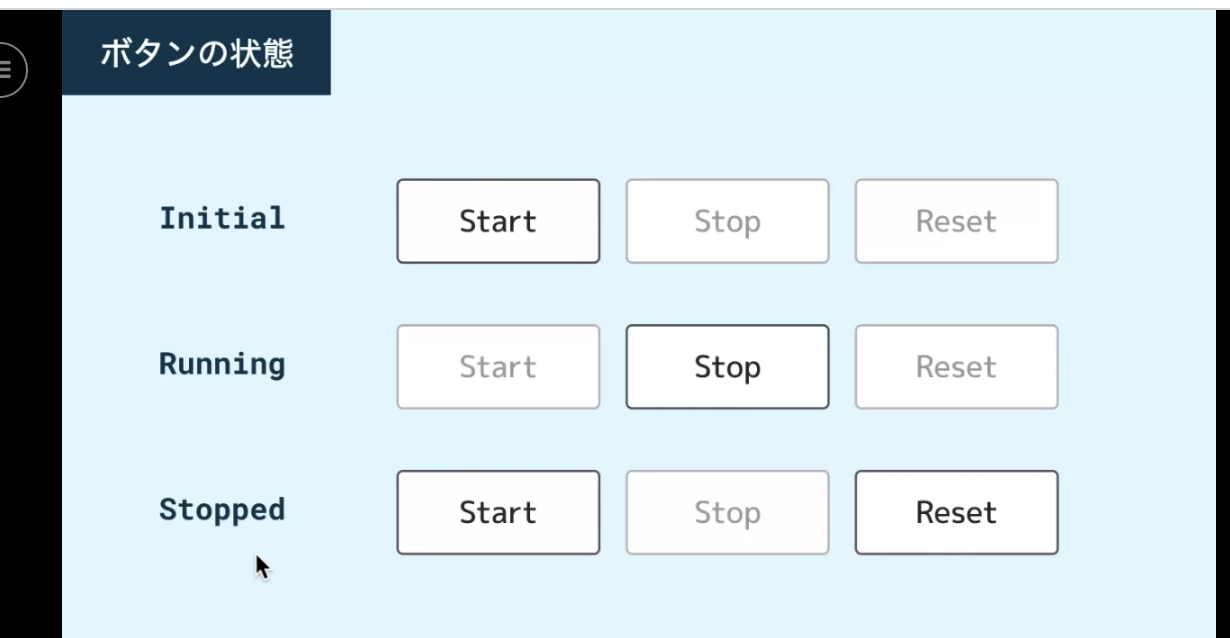 ボタンの状態
Initial Start Stop Reset
Running Start Stop Reset
Stopped Start Stop Reset